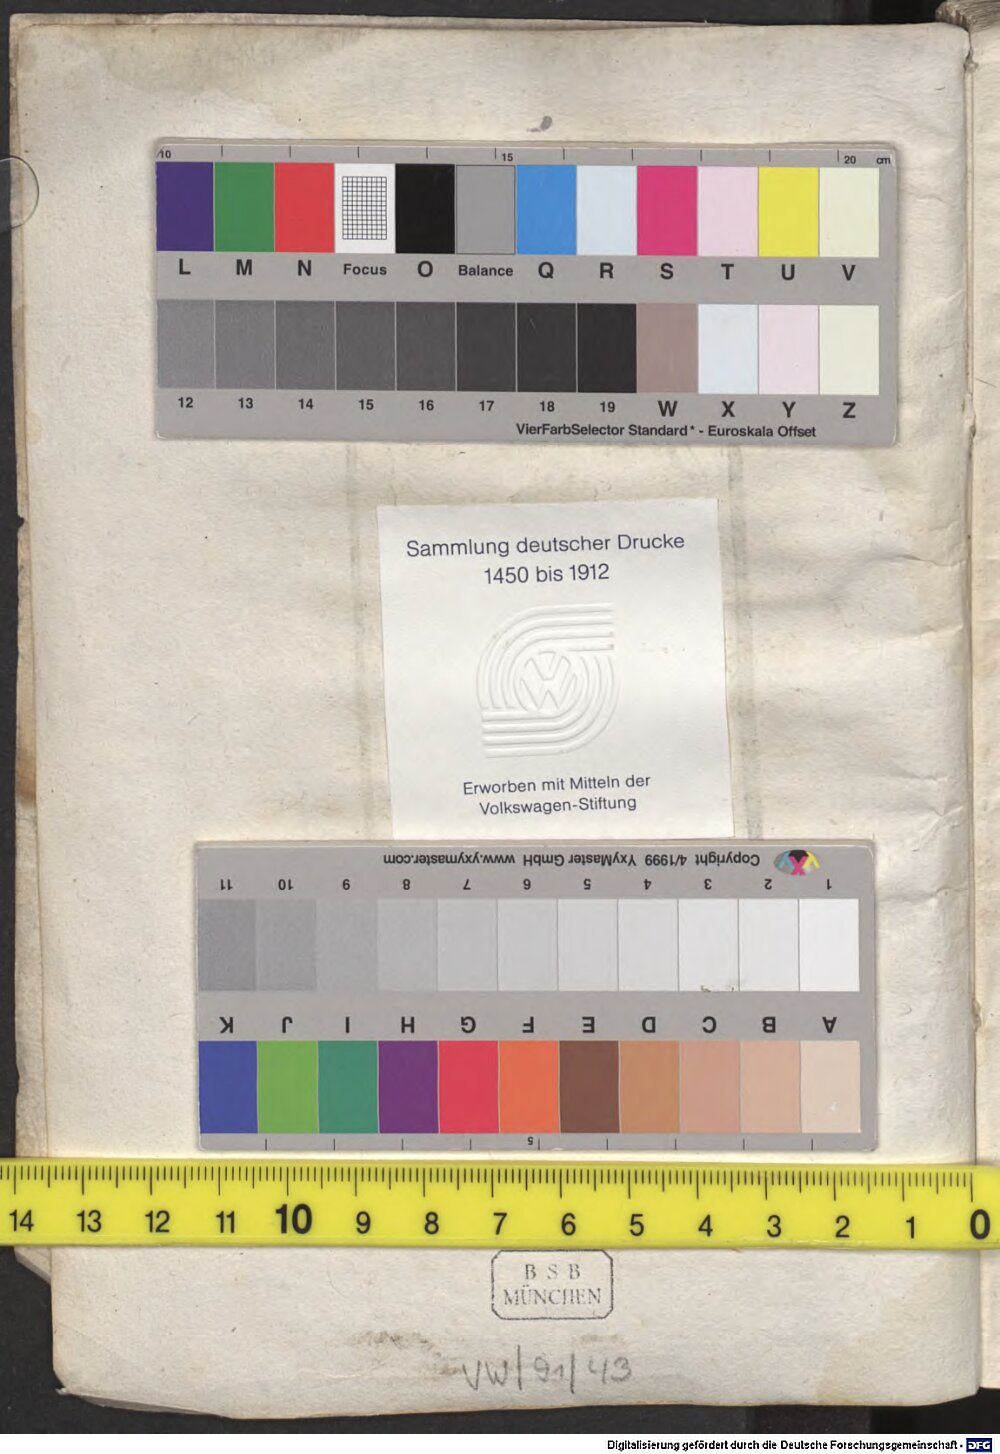 10 15 20 cm
L M N Focus O Balance Q R S T U V
12 13 14 15 16 17 18 19 W X Y Z
VierFarbSelector Standard* - Euroskala Offset
Sammlung deutscher Drucke
1450 bis 1912
VW
Erworben mit Mitteln der
Volkswagen-Stiftung
Copyright 4/1999 YxyMaster GmbH www.yxymaster.com
1 2 3 4 5 6 7 8 9 10 11
A B C D E F G H I J K
5
14 13 12 11 10 9 8 7 6 5 4 3 2 1 0
B S B
MÜNCHEN
VW/91/43
Digitalisierung gefördert durch die Deutsche Forschungsgemeinschaft - DFG